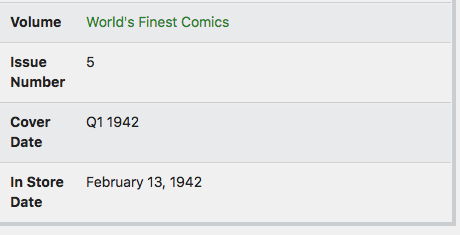 Volume World's Finest Comics
Issue 5
Number
Cover Q1 1942
Date
In Store February 13, 1942
Date